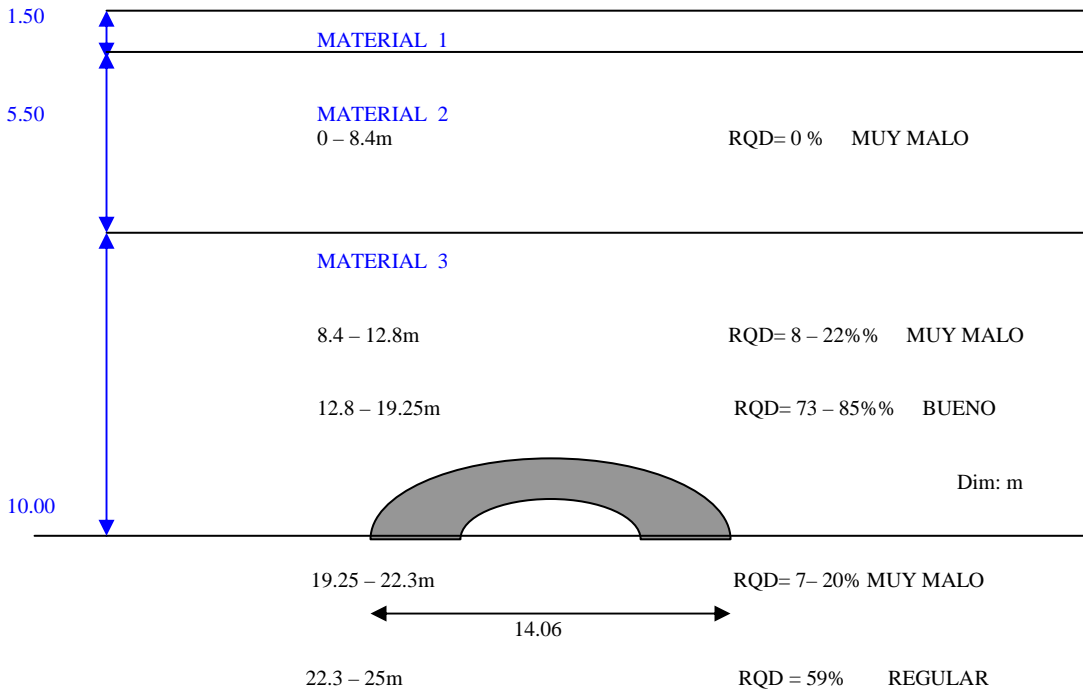 1.50
MATERIAL 1
5.50 MATERIAL 2
0 – 8.4m RQD= 0 % MUY MALO
MATERIAL 3
8.4 – 12.8m RQD= 8 – 22%% MUY MALO
12.8 – 19.25m RQD= 73 – 85%% BUENO
Dim: m
10.00
19.25 – 22.3m RQD= 7– 20% MUY MALO
14.06
22.3 – 25m RQD = 59% REGULAR